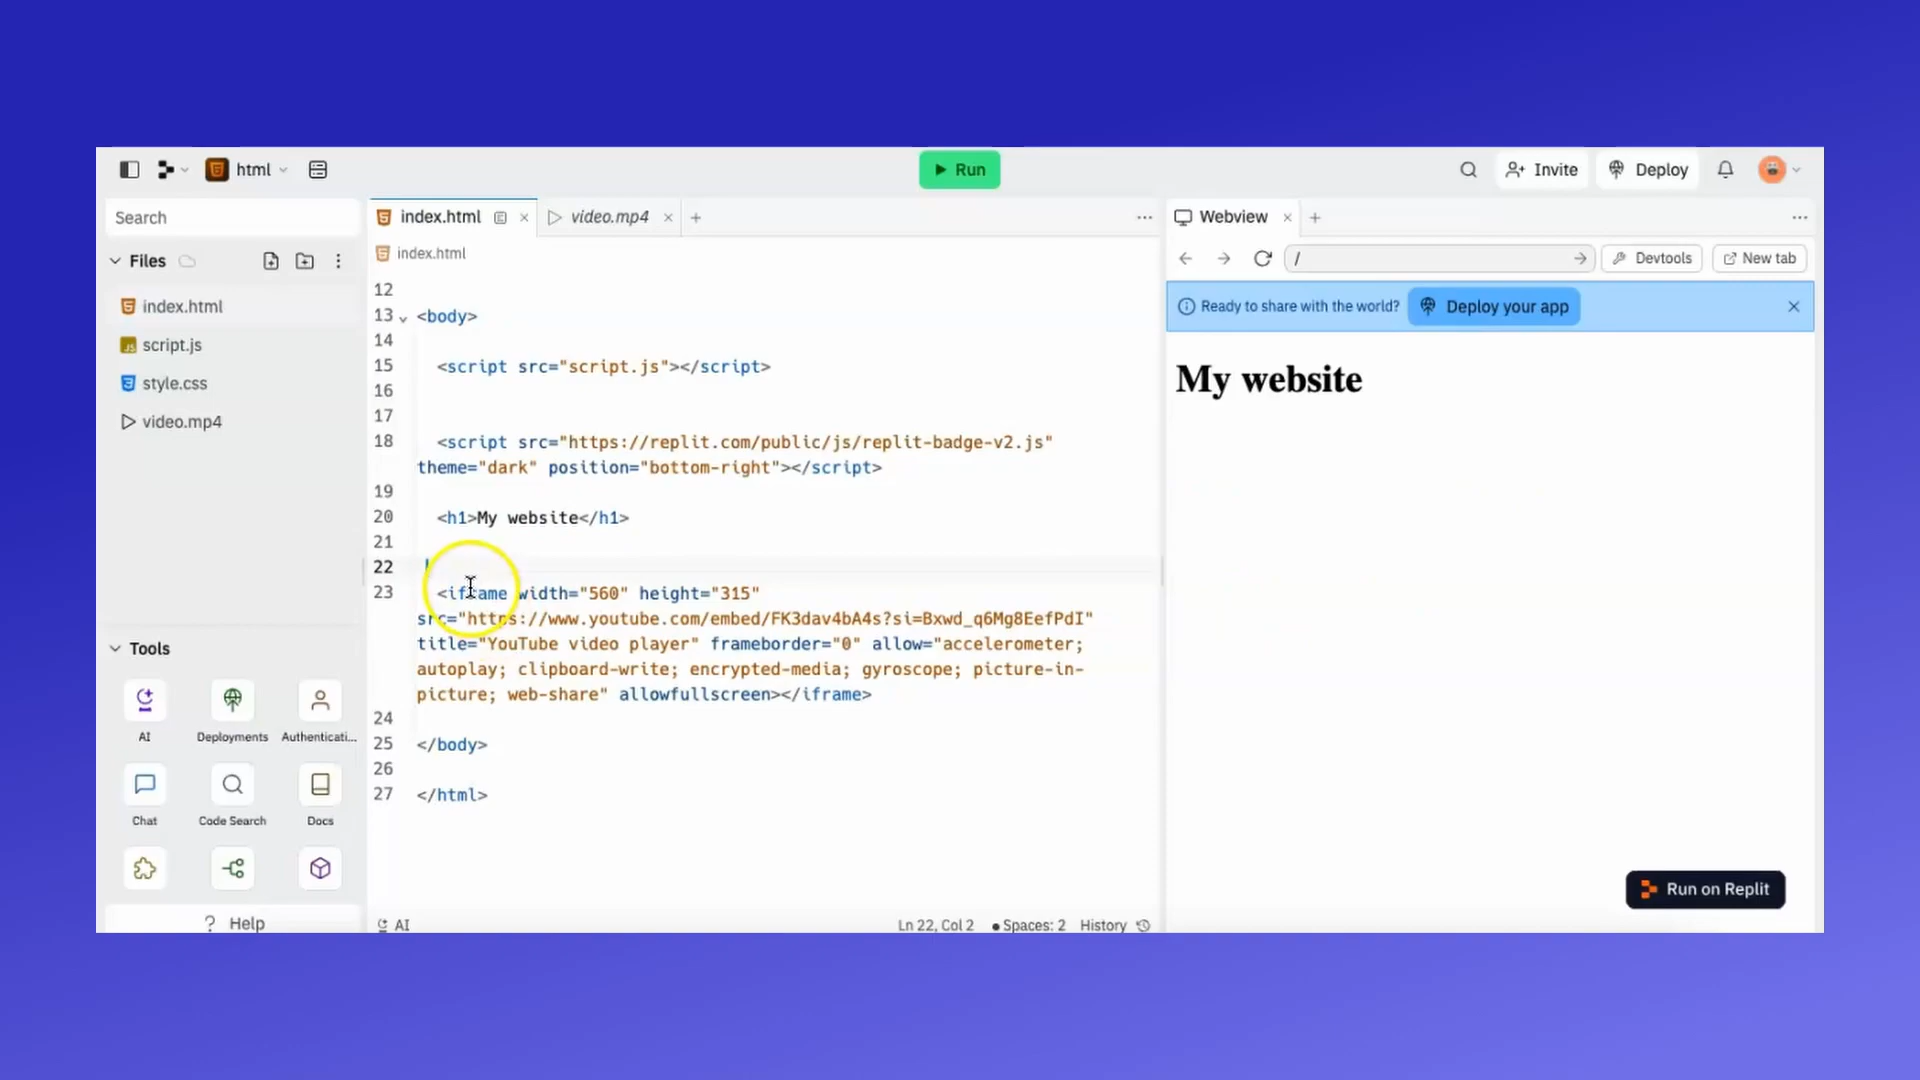 html
Run
Invite
Deploy
Search
Files
index.html
script.js
style.css
video.mp4
Tools
AI
Deployments
Authenticati...
Chat
Code Search
Docs
Help
index.html
video.mp4
index.html
12
13 <body>
14
15 <script src="script.js"></script>
16
17
18 <script src="https://replit.com/public/js/replit-badge-v2.js"
theme="dark" position="bottom-right"></script>
19
20 <h1>My website</h1>
21
22
23 <iframe width="560" height="315"
src="https://www.youtube.com/embed/FK3dav4bA4s?si=Bxwd_q6Mg8EefPdI"
title="YouTube video player" frameborder="0" allow="accelerometer;
autoplay; clipboard-write; encrypted-media; gyroscope; picture-in-
picture; web-share" allowfullscreen></iframe>
24
25 </body>
26
27 </html>
AI
Ln 22, Col 2
Spaces: 2
History
Webview
/
Devtools
New tab
Ready to share with the world?
Deploy your app
My website
Run on Replit